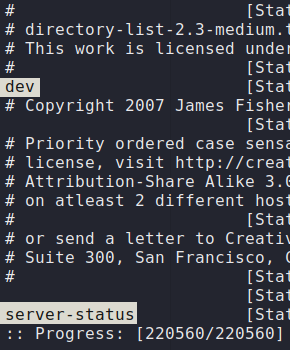 # [Stat
# directory-list-2.3-medium.t
# This work is licensed under
# [Stat
dev [Stat
# Copyright 2007 James Fisher
[Stat
# Priority ordered case sensa
# license, visit http://creat
# Attribution-Share Alike 3.0
# on atleast 2 different host
# [Stat
# or send a letter to Creativ
# Suite 300, San Francisco, C
# [Stat
[Stat
server-status [Stat
:: Progress: [220560/220560]